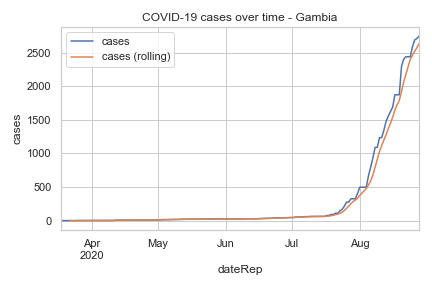 COVID-19 cases over time - Gambia
cases
cases (rolling)
2500
2000
1500
1000
500
0
cases
Apr May Jun Jul Aug
2020
dateRep